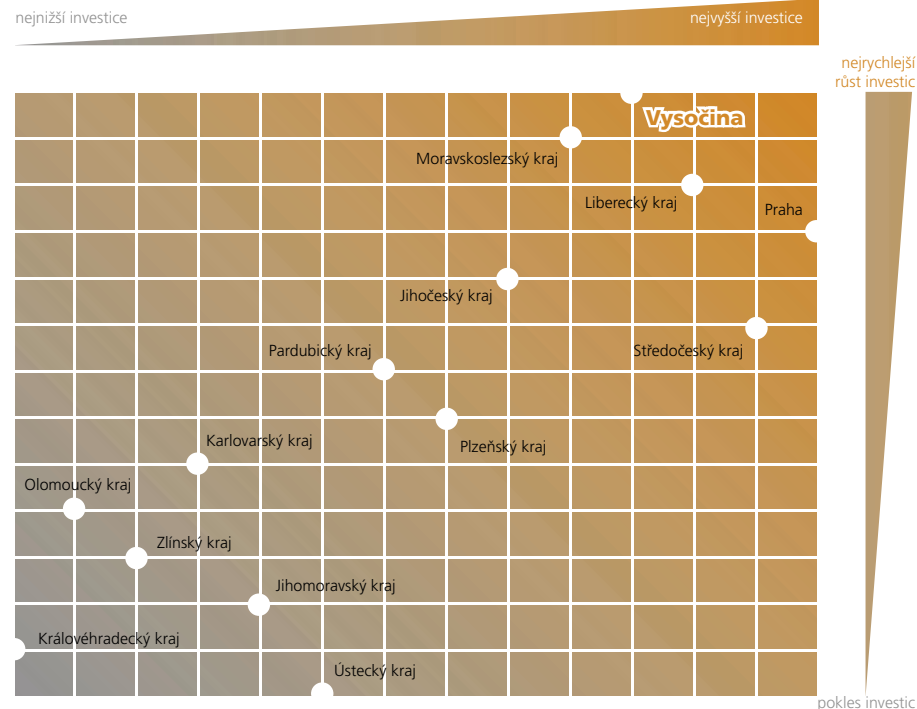 nejnižší investice
nejvyšší investice
nejrychlejší
růst investic
Vysočina
Moravskoslezský kraj
Liberecký kraj
Praha
Jihočeský kraj
Pardubický kraj
Středočeský kraj
Karlovarský kraj
Plzeňský kraj
Olomoucký kraj
Zlínský kraj
Jihomoravský kraj
Královéhradecký kraj
Ústecký kraj
pokles investic